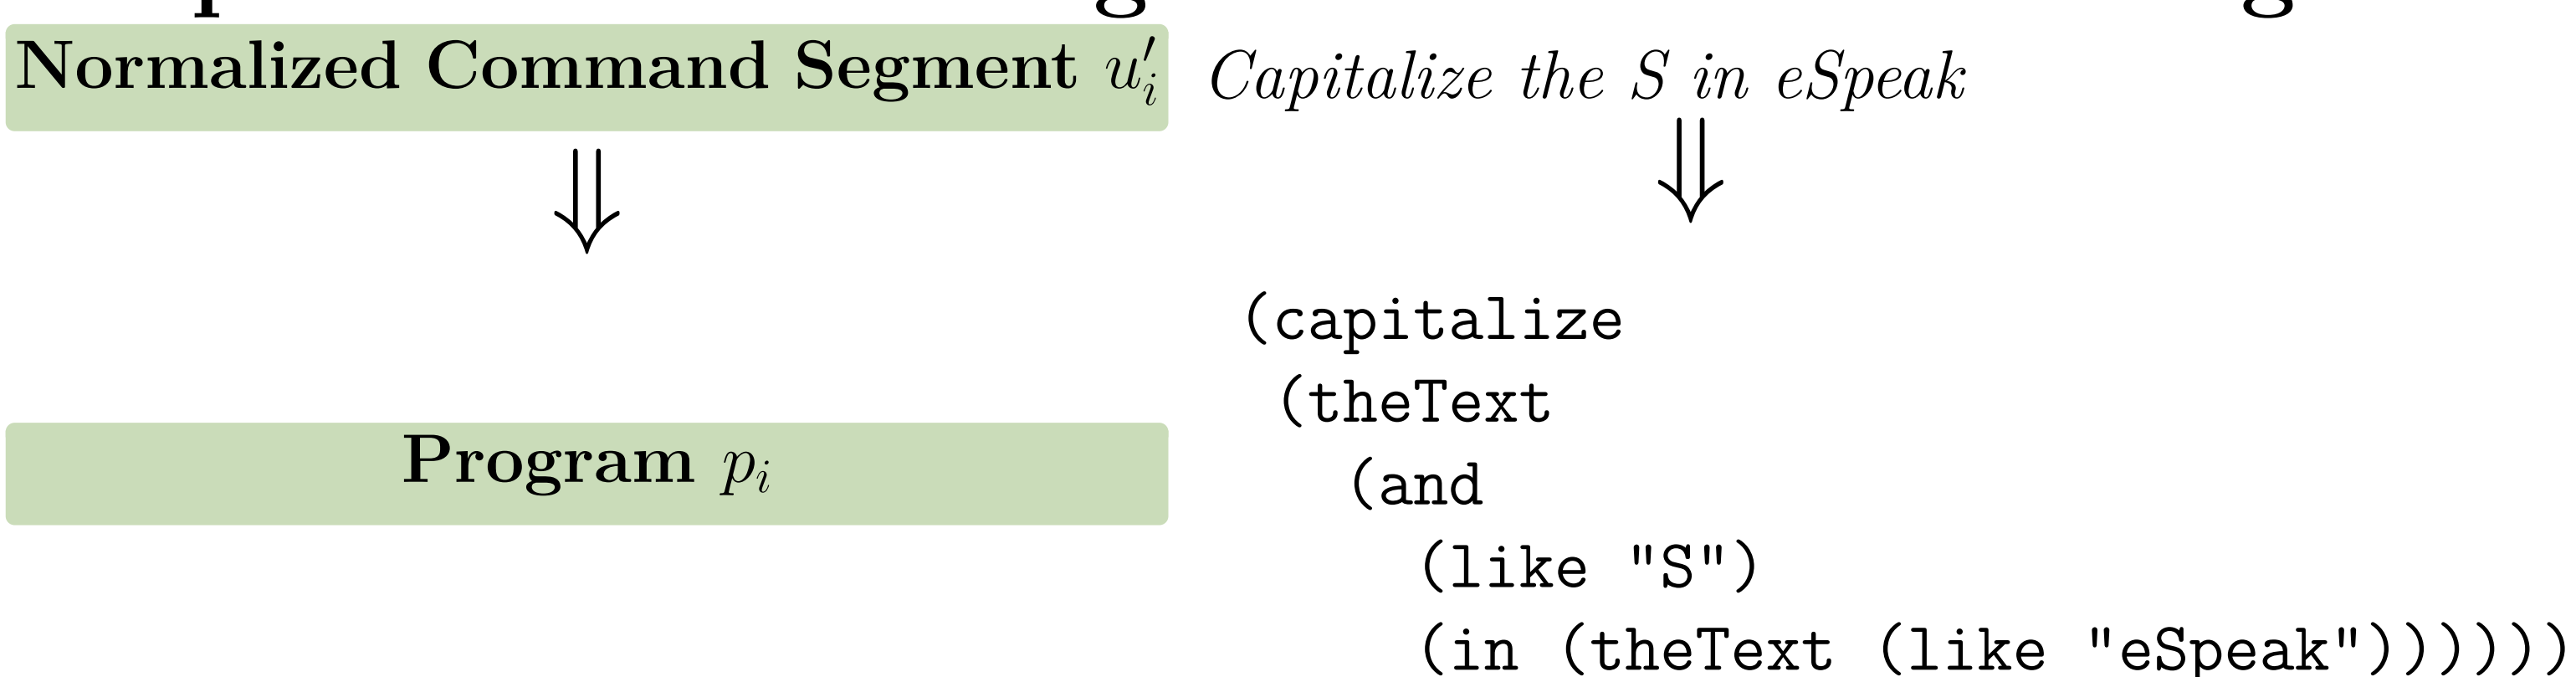 Normalized Command Segment u′ᵢ Capitalize the S in eSpeak
⇓ ⇓
(capitalize
(theText
Program pᵢ
(and
(like "S")
(in (theText (like "eSpeak"))))))